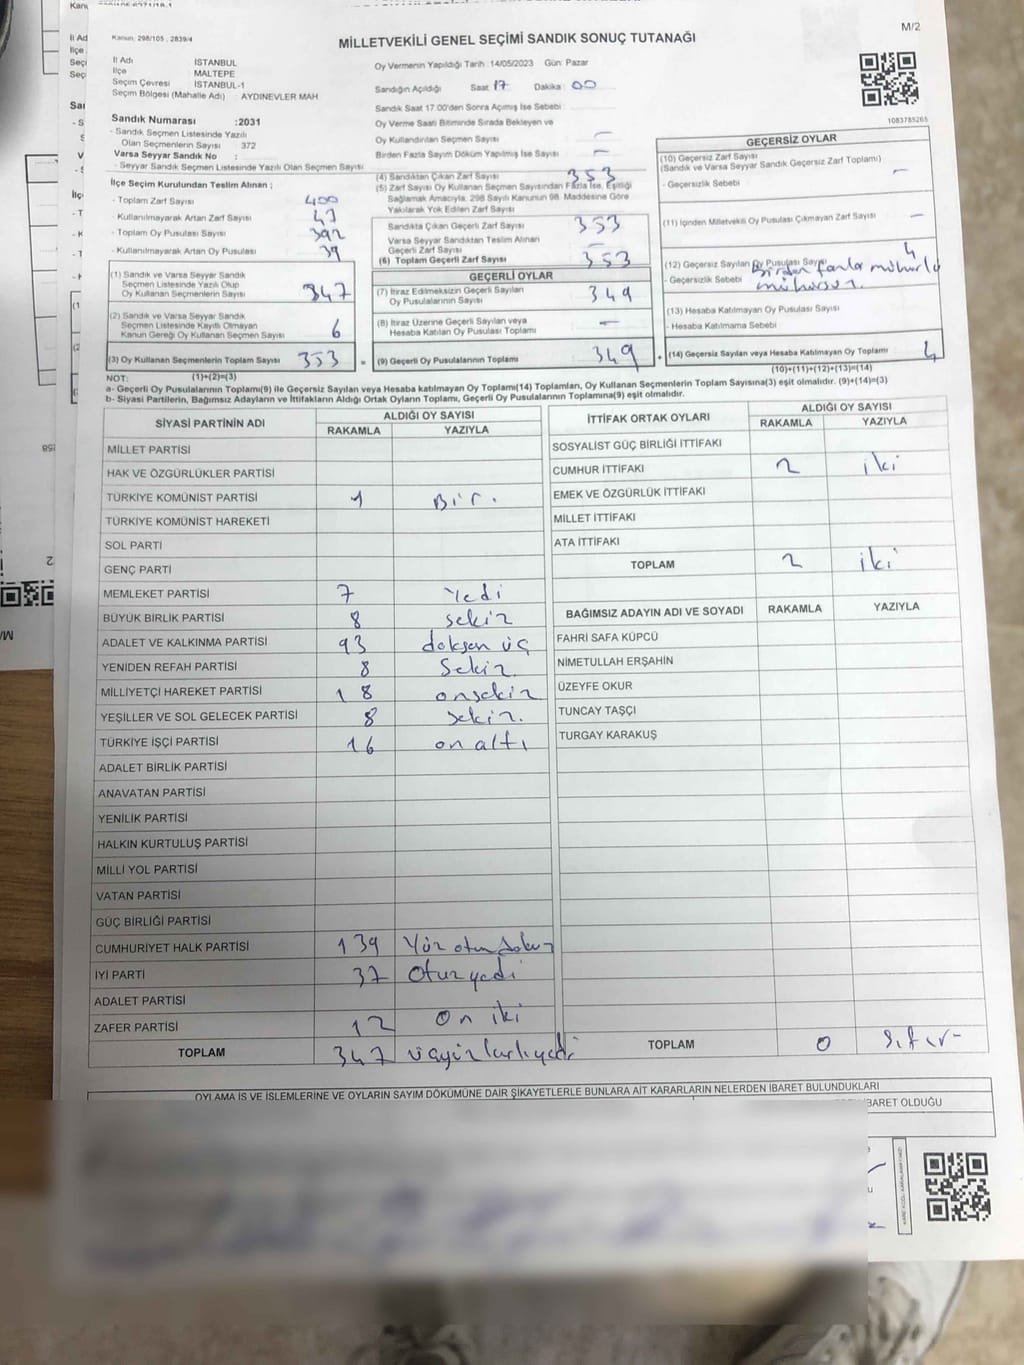 Kanun, 298/105 , 2839/4
M/2
MİLLETVEKİLİ GENEL SEÇİMİ SANDIK SONUÇ TUTANAĞI
İl Adı İSTANBUL
İlçe MALTEPE
Seçim Çevresi İSTANBUL-1
Seçim Bölgesi (Mahalle Adı) : AYDINEVLER MAH
Oy Vermenin Yapıldığı Tarih : 14/05/2023 Gün: Pazar
Sandığın Açıldığı Saat 17 Dakika : 00
Sandık Saat 17.00'den Sonra Açılmış İse Sebebi
Oy Verme Saati Bitiminde Sırada Bekleyen ve
Oy Kullandırılan Seçmen Sayısı —
Birden Fazla Sayım Döküm Yapılmış İse Sayısı —
1083785265
Sandık Numarası :2031
- Sandık Seçmen Listesinde Yazılı
Olan Seçmenlerin Sayısı 372
Varsa Seyyar Sandık No :
- Seyyar Sandık Seçmen Listesinde Yazılı Olan Seçmen Sayısı
İlçe Seçim Kurulundan Teslim Alınan ;
- Toplam Zarf Sayısı 400
- Kullanılmayarak Artan Zarf Sayısı 47
- Toplam Oy Pusulası Sayısı 392
- Kullanılmayarak Artan Oy Pusulası 39
(1) Sandık ve Varsa Seyyar Sandık
Seçmen Listesinde Yazılı Olup
Oy Kullanan Seçmenlerin Sayısı 347
(2) Sandık ve Varsa Seyyar Sandık
Seçmen Listesinde Kayıtlı Olmayan
Kanun Gereği Oy Kullanan Seçmen Sayısı 6
(3) Oy Kullanan Seçmenlerin Toplam Sayısı 353 =
(1)+(2)=(3)
(4) Sandıktan Çıkan Zarf Sayısı 353
(5) Zarf Sayısı Oy Kullanan Seçmen Sayısından Fazla İse, Eşitliği
Sağlamak Amacıyla, 298 Sayılı Kanunun 98. Maddesine Göre
Yakılarak Yok Edilen Zarf Sayısı
Sandıkta Çıkan Geçerli Zarf Sayısı 353
Varsa Seyyar Sandıktan Teslim Alınan
Geçerli Zarf Sayısı —
(6) Toplam Geçerli Zarf Sayısı 353
GEÇERLİ OYLAR
(7) İtiraz Edilmeksizin Geçerli Sayılan
Oy Pusulalarının Sayısı 349
(8) İtiraz Üzerine Geçerli Sayılan veya
Hesaba Katılan Oy Pusulası Toplamı —
(9) Geçerli Oy Pusulalarının Toplamı 349 +
GEÇERSİZ OYLAR
(10) Geçersiz Zarf Sayısı
(Sandık ve Varsa Seyyar Sandık Geçersiz Zarf Toplamı) —
- Geçersizlik Sebebi
(11) İçinden Milletvekili Oy Pusulası Çıkmayan Zarf Sayısı —
(12) Geçersiz Sayılan Oy Pusulası Sayısı 4
- Geçersizlik Sebebi Birden fazla mühürlü
(13) Hesaba Katılmayan Oy Pusulası Sayısı
- Hesaba Katılmama Sebebi
(14) Geçersiz Sayılan veya Hesaba Katılmayan Oy Toplamı 4
(10)+(11)+(12)+(13)=(14)
NOT:
a- Geçerli Oy Pusulalarının Toplamı(9) ile Geçersiz Sayılan veya Hesaba katılmayan Oy Toplamı(14) Toplamları, Oy Kullanan Seçmenlerin Toplam Sayısına(3) eşit olmalıdır. (9)+(14)=(3)
b- Siyasi Partilerin, Bağımsız Adayların ve İttifakların Aldığı Ortak Oyların Toplamı, Geçerli Oy Pusulalarının Toplamına(9) eşit olmalıdır.
SİYASİ PARTİNİN ADI ALDIĞI OY SAYISI
RAKAMLA YAZIYLA
MİLLET PARTİSİ
HAK VE ÖZGÜRLÜKLER PARTİSİ
TÜRKİYE KOMÜNİST PARTİSİ 1 Bir.
TÜRKİYE KOMÜNİST HAREKETİ
SOL PARTİ
GENÇ PARTİ
MEMLEKET PARTİSİ 7 Yedi
BÜYÜK BİRLİK PARTİSİ 8 sekiz
ADALET VE KALKINMA PARTİSİ 93 doksan üç
YENİDEN REFAH PARTİSİ 8 Sekiz.
MİLLİYETÇİ HAREKET PARTİSİ 18 onsekiz
YEŞİLLER VE SOL GELECEK PARTİSİ 8 sekiz.
TÜRKİYE İŞÇİ PARTİSİ 16 on altı
ADALET BİRLİK PARTİSİ
ANAVATAN PARTİSİ
YENİLİK PARTİSİ
HALKIN KURTULUŞ PARTİSİ
MİLLİ YOL PARTİSİ
VATAN PARTİSİ
GÜÇ BİRLİĞİ PARTİSİ
CUMHURİYET HALK PARTİSİ 139 Yüz otuz dokuz
İYİ PARTİ 37 Otuz yedi
ADALET PARTİSİ
ZAFER PARTİSİ 12 On iki
TOPLAM 347
İTTİFAK ORTAK OYLARI ALDIĞI OY SAYISI
RAKAMLA YAZIYLA
SOSYALİST GÜÇ BİRLİĞİ İTTİFAKI
CUMHUR İTTİFAKI 2 iki
EMEK VE ÖZGÜRLÜK İTTİFAKI
MİLLET İTTİFAKI
ATA İTTİFAKI
TOPLAM 2 iki
BAĞIMSIZ ADAYIN ADI VE SOYADI RAKAMLA YAZIYLA
FAHRİ SAFA KÜPCÜ
NİMETULLAH ERŞAHİN
ÜZEYFE OKUR
TUNCAY TAŞÇI
TURGAY KARAKUŞ
TOPLAM 0 Sıfır-
OYLAMA İŞ VE İŞLEMLERİNE VE OYLARIN SAYIM DÖKÜMÜNE DAİR ŞİKAYETLERLE BUNLARA AİT KARARLARIN NELERDEN İBARET BULUNDUKLARI
BARET OLDUĞU